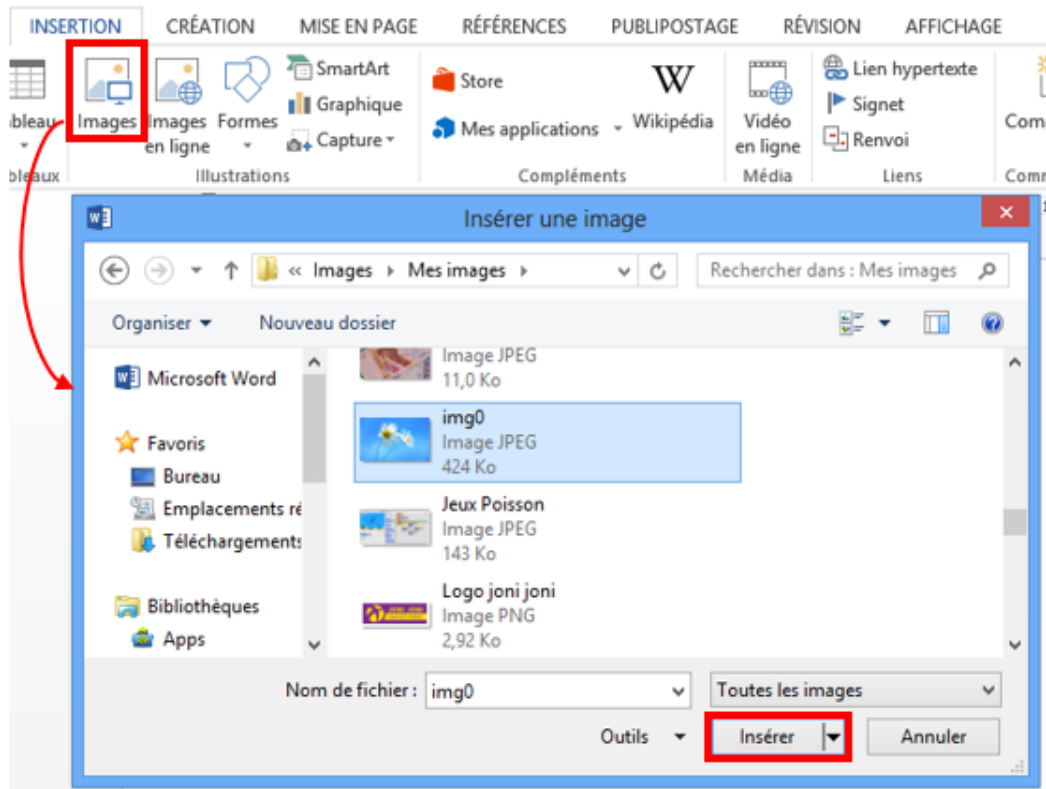 INSERTION CRÉATION MISE EN PAGE RÉFÉRENCES PUBLIPOSTAGE RÉVISION AFFICHAGE
SmartArt
Graphique
Capture
Images
Images
en ligne
Formes
Store
Mes applications
Wikipédia
Vidéo
en ligne
Lien hypertexte
Signet
Renvoi
Illustrations Compléments Média Liens
Insérer une image
« Images Mes images
Rechercher dans : Mes images
Organiser Nouveau dossier
Microsoft Word
Favoris
Bureau
Emplacements ré
Téléchargements
Bibliothèques
Apps
Image JPEG
11,0 Ko
img0
Image JPEG
424 Ko
Jeux Poisson
Image JPEG
143 Ko
Logo joni joni
Image PNG
2,92 Ko
Nom de fichier : img0
Toutes les images
Outils Insérer Annuler